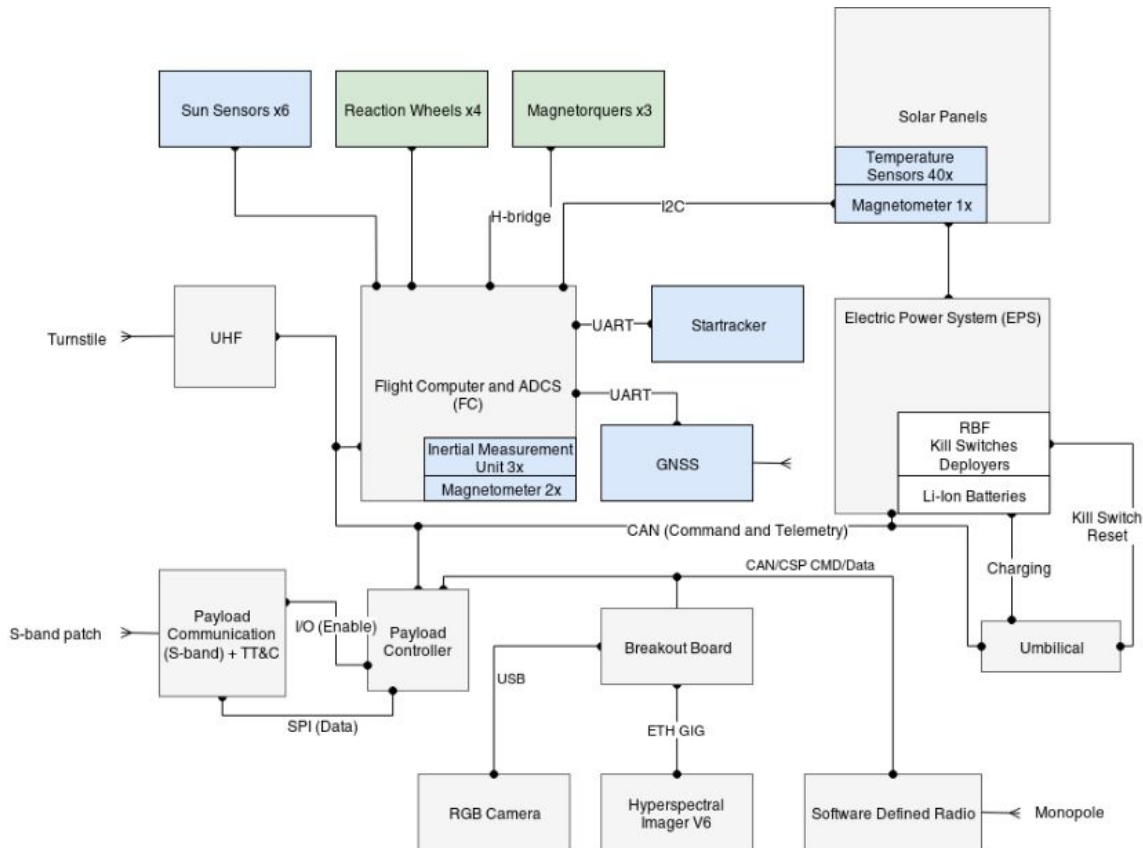 Sun Sensors x6
Reaction Wheels x4
Magnetorquers x3
Solar Panels
Temperature
Sensors 40x
Magnetometer 1x
H-bridge
I2C
Turnstile
UHF
Flight Computer and ADCS
(FC)
Inertial Measurement
Unit 3x
Magnetometer 2x
UART
Startracker
UART
GNSS
Electric Power System (EPS)
RBF
Kill Switches
Deployers
Li-Ion Batteries
Kill Switch
Reset
CAN (Command and Telemetry)
Charging
Umbilical
CAN/CSP CMD/Data
S-band patch
Payload
Communication
(S-band) + TT&C
I/O (Enable)
Payload
Controller
SPI (Data)
Breakout Board
USB
ETH GIG
RGB Camera
Hyperspectral
Imager V6
Software Defined Radio
Monopole